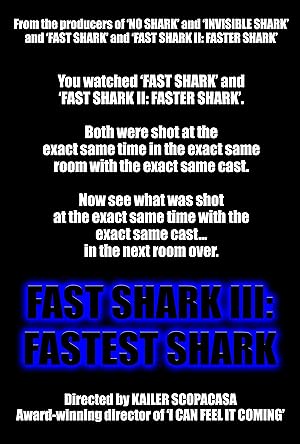 From the producers of 'NO SHARK' and 'INVISIBLE SHARK'
and 'FAST SHARK' and 'FAST SHARK II: FASTER SHARK'
You watched 'FAST SHARK' and
'FAST SHARK II: FASTER SHARK'.
Both were shot at the
exact same time in the exact same
room with the exact same cast.
Now see what was shot
at the exact same time with the
exact same cast...
in the next room over.
FAST SHARK III:
FASTEST SHARK
Directed by KAILER SCOPACASA
Award-winning director of 'I CAN FEEL IT COMING'